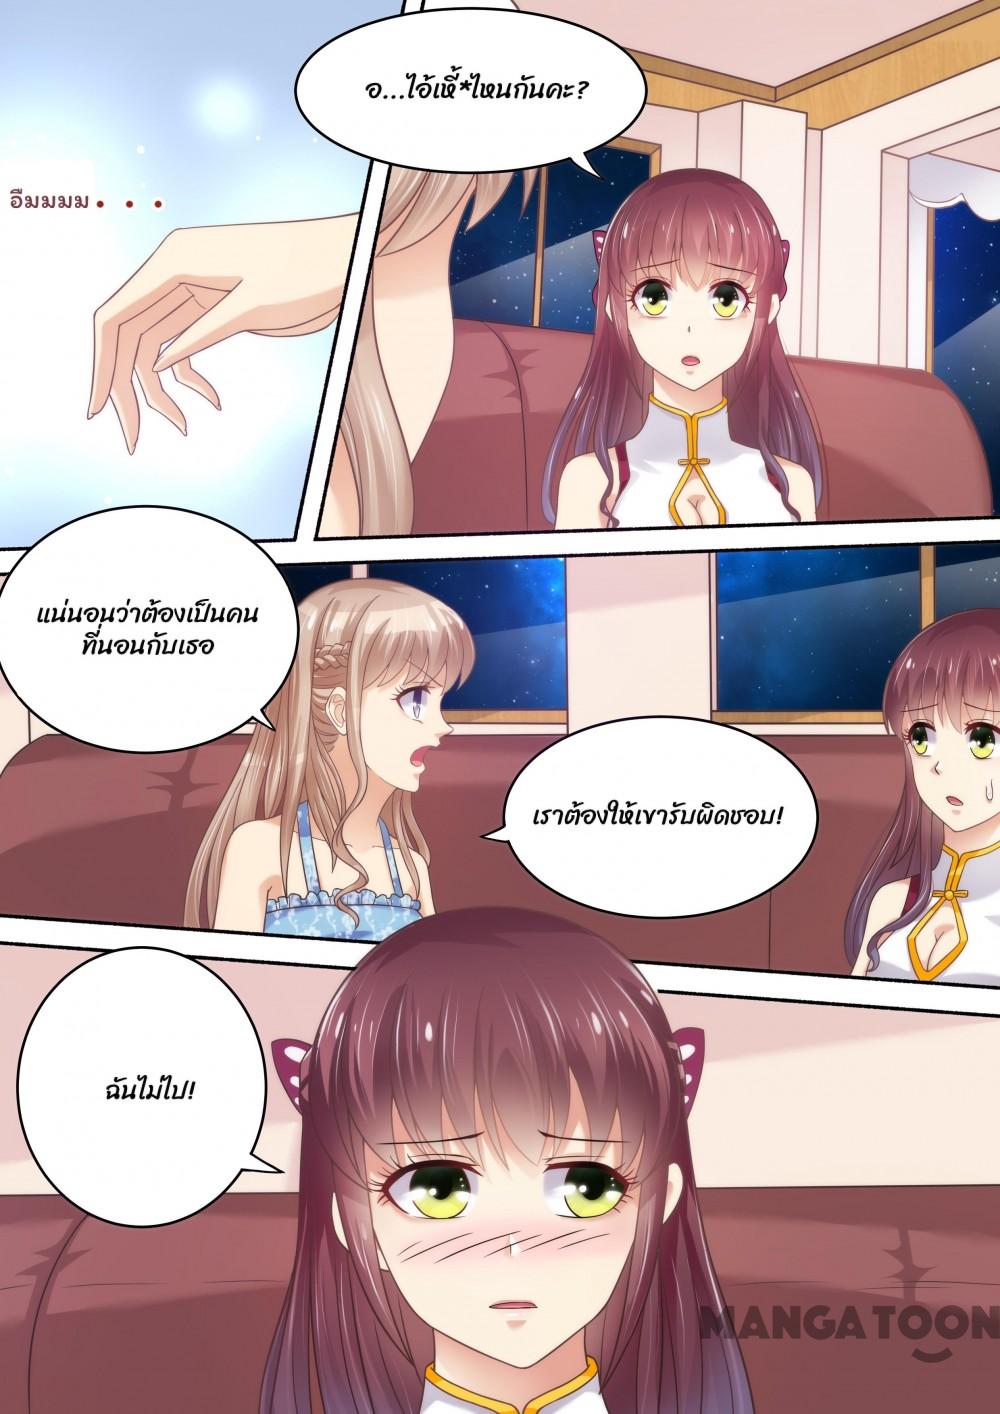 อ...ไอ้เหี้*ไหนกันคะ?
อืมมมม...
แน่นอนว่าต้องเป็นคน
ที่นอนกับเธอ
เราต้องให้เขารับผิดชอบ!
ฉันไม่ไป!
MANGATOON